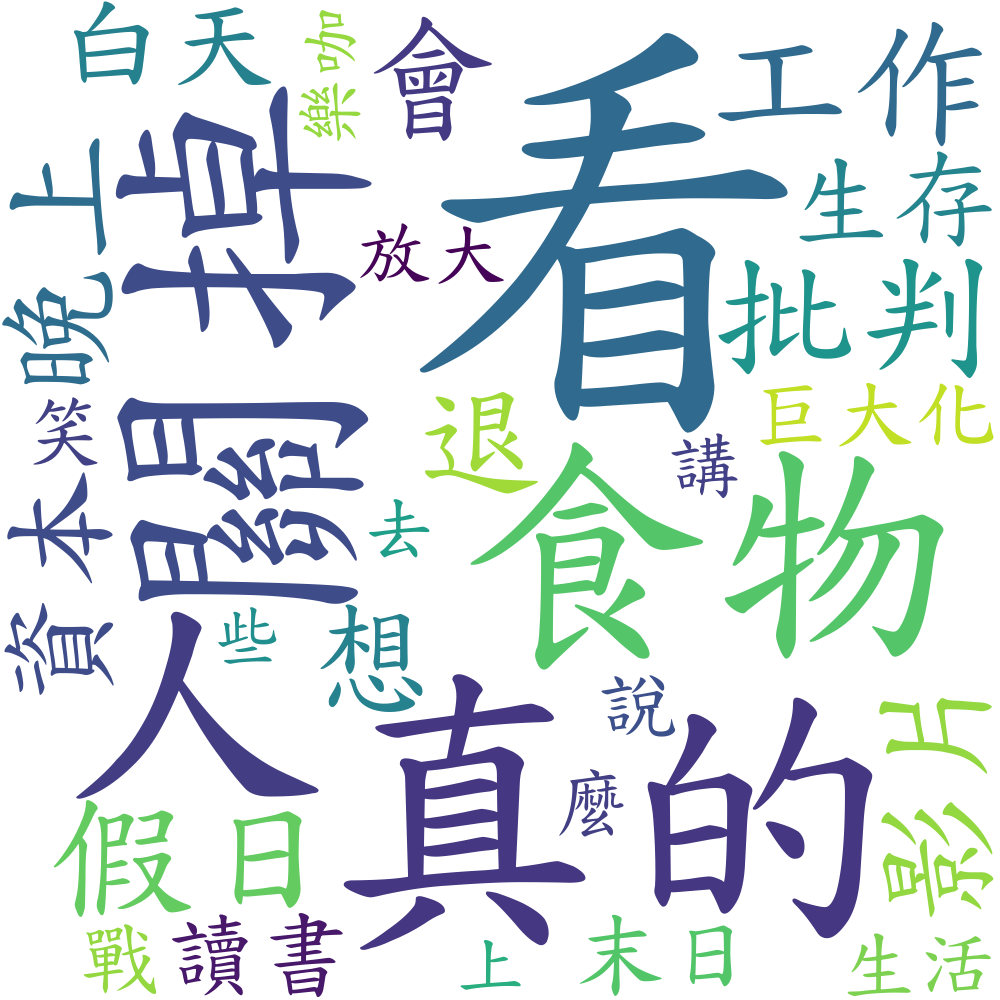 白天
樂咖
會
看
工作
晚上
關掉
放大
生存
批判
笑
退
巨大化
講
資本
去
食物
人
些
想
真的
說
麼
影片
假日
戰
讀書
上
末日
生活